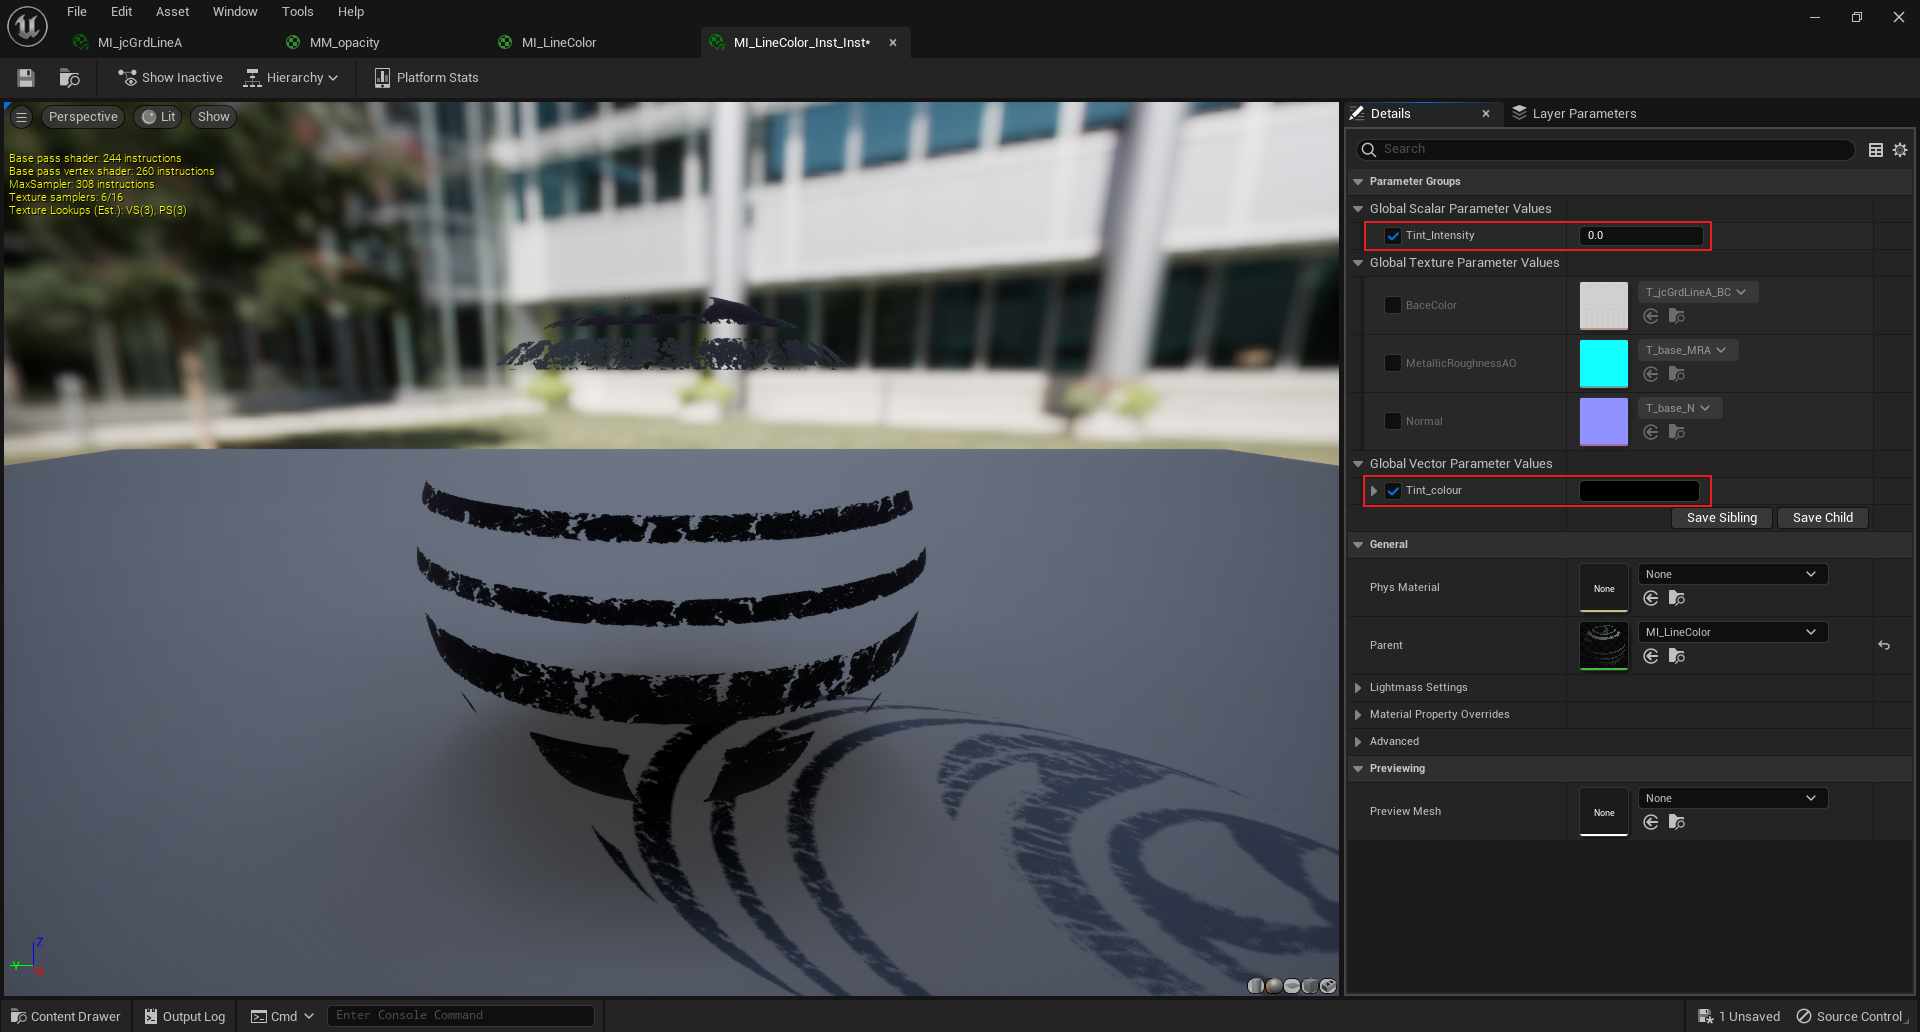 File Edit Asset Window Tools Help
MI_jcGrdLineA MM_opacity MI_LineColor MI_LineColor_Inst_Inst*
Show Inactive Hierarchy Platform Stats
Perspective Lit Show
Base pass shader: 244 instructions
Base pass vertex shader: 260 instructions
MaxSampler: 308 instructions
Texture samplers: 6/16
Texture Lookups (Est.): VS(3), PS(3)
Z
Y
X
Details Layer Parameters
Search
Parameter Groups
Global Scalar Parameter Values
Tint_Intensity 0.0
Global Texture Parameter Values
BaceColor T_jcGrdLineA_BC
MetallicRoughnessAO T_base_MRA
Normal T_base_N
Global Vector Parameter Values
Tint_colour
Save Sibling Save Child
General
Phys Material None None
Parent MI_LineColor
Lightmass Settings
Material Property Overrides
Advanced
Previewing
Preview Mesh None None
Content Drawer Output Log Cmd Enter Console Command 1 Unsaved Source Control